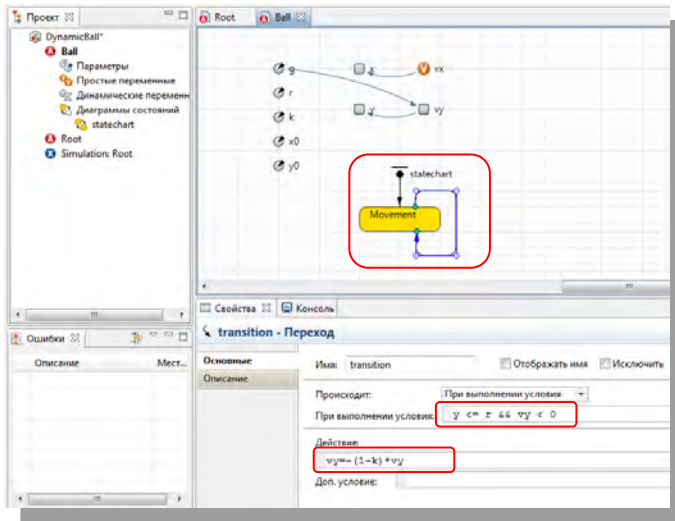 Проект
DynamicBall*
Ball
Параметры
Простые переменные
Динамические перемен
Диаграммы состояний
statechart
Root
Simulation: Root
Root
Ball
g
x
vx
r
k
y
vy
x0
y0
statechart
Movement
Свойства
Консоль
transition - Переход
Ошибки
Описание
Мест...
Основные
Описание
Имя:
transition
Отображать имя
Исключить
Происходит:
При выполнении условия
При выполнении условия:
y <= r && vy < 0
Действие:
vy=-(1-k)*vy
Доп. условие: